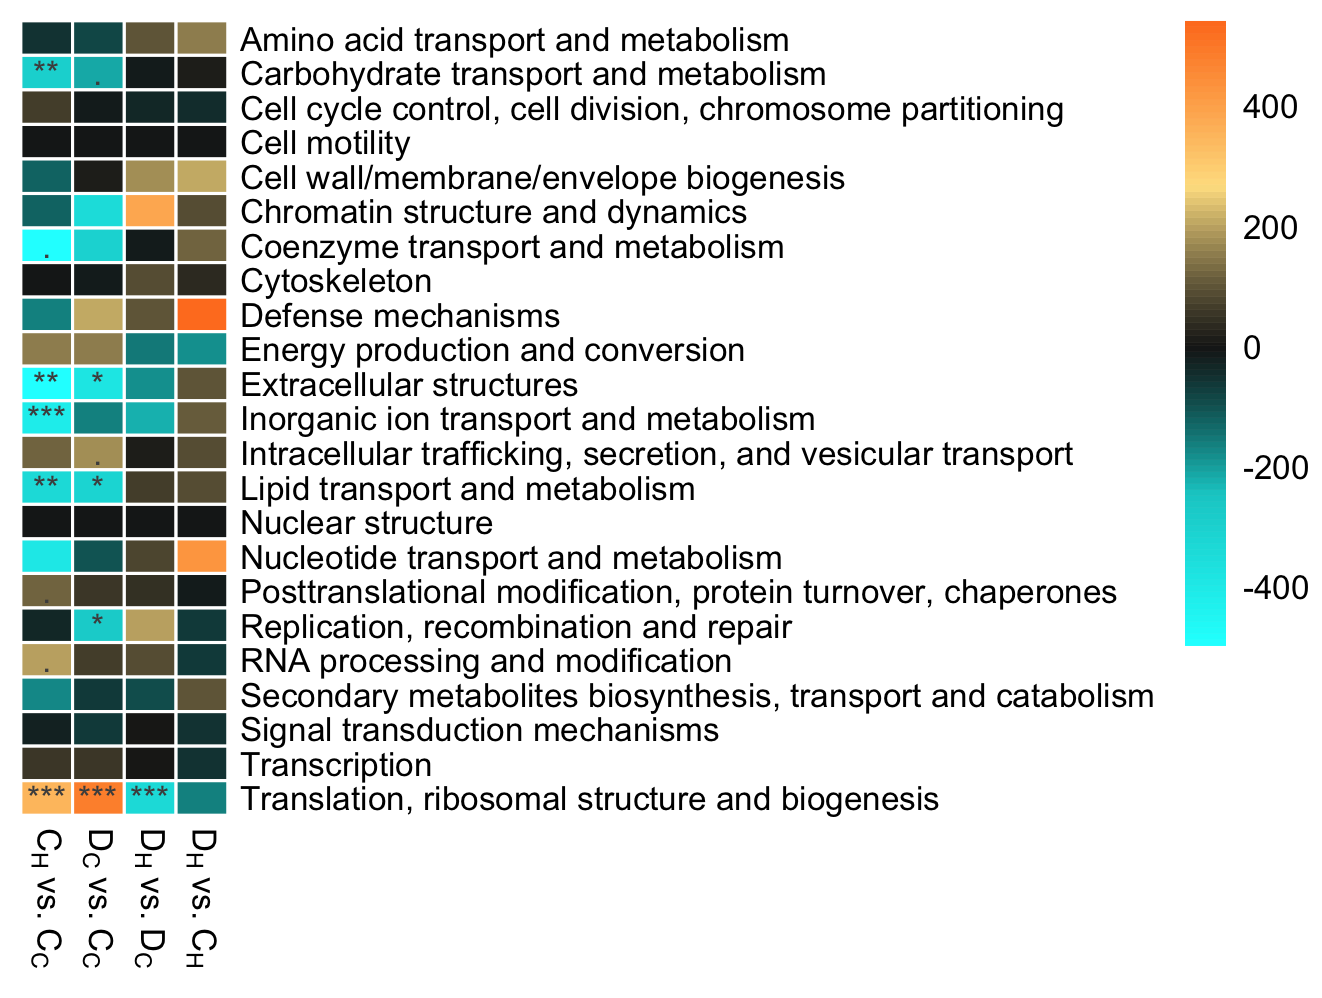 Amino acid transport and metabolism
** . Carbohydrate transport and metabolism
Cell cycle control, cell division, chromosome partitioning
Cell motility
Cell wall/membrane/envelope biogenesis
Chromatin structure and dynamics
. Coenzyme transport and metabolism
Cytoskeleton
Defense mechanisms
Energy production and conversion
** * Extracellular structures
*** Inorganic ion transport and metabolism
. Intracellular trafficking, secretion, and vesicular transport
** * Lipid transport and metabolism
Nuclear structure
Nucleotide transport and metabolism
. Posttranslational modification, protein turnover, chaperones
* Replication, recombination and repair
. RNA processing and modification
Secondary metabolites biosynthesis, transport and catabolism
Signal transduction mechanisms
Transcription
*** *** *** Translation, ribosomal structure and biogenesis
C_H vs. C_C
D_C vs. C_C
D_H vs. D_C
D_H vs. C_H
400
200
0
-200
-400